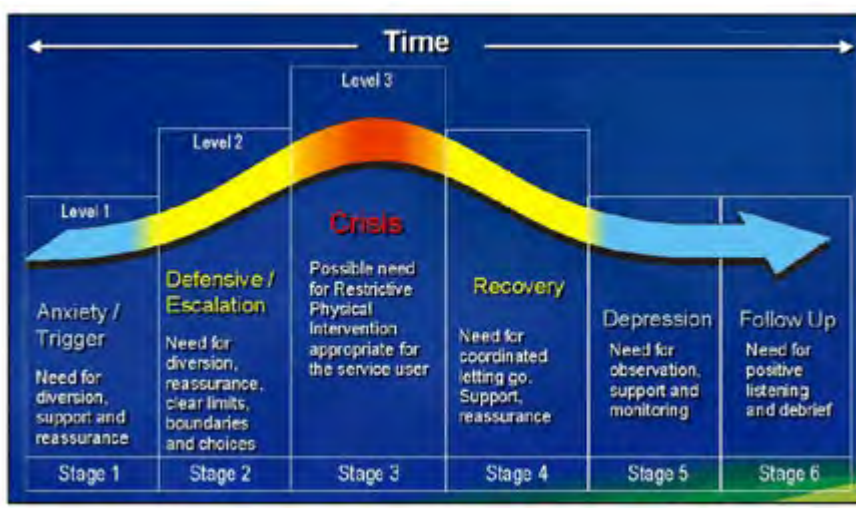 Time
Level 3
Level 2
Level 1
Anxiety /
Trigger
Need for
diversion,
support and
reassurance
Defensive /
Escalation
Need for
diversion,
reassurance,
clear limits,
boundaries
and choices
Crisis
Possible need
for Restrictive
Physical
Intervention
appropriate for
the service user
Recovery
Need for
coordinated
letting go.
Support,
reassurance
Depression
Need for
observation,
support and
monitoring
Follow Up
Need for
positive
listening
and debrief
Stage 1
Stage 2
Stage 3
Stage 4
Stage 5
Stage 6